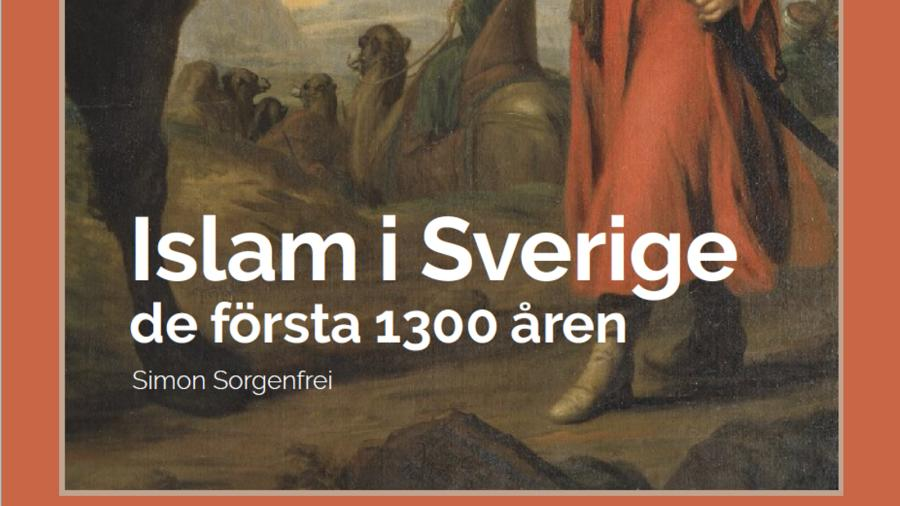 Islam i Sverige
de första 1300 åren
Simon Sorgenfrei